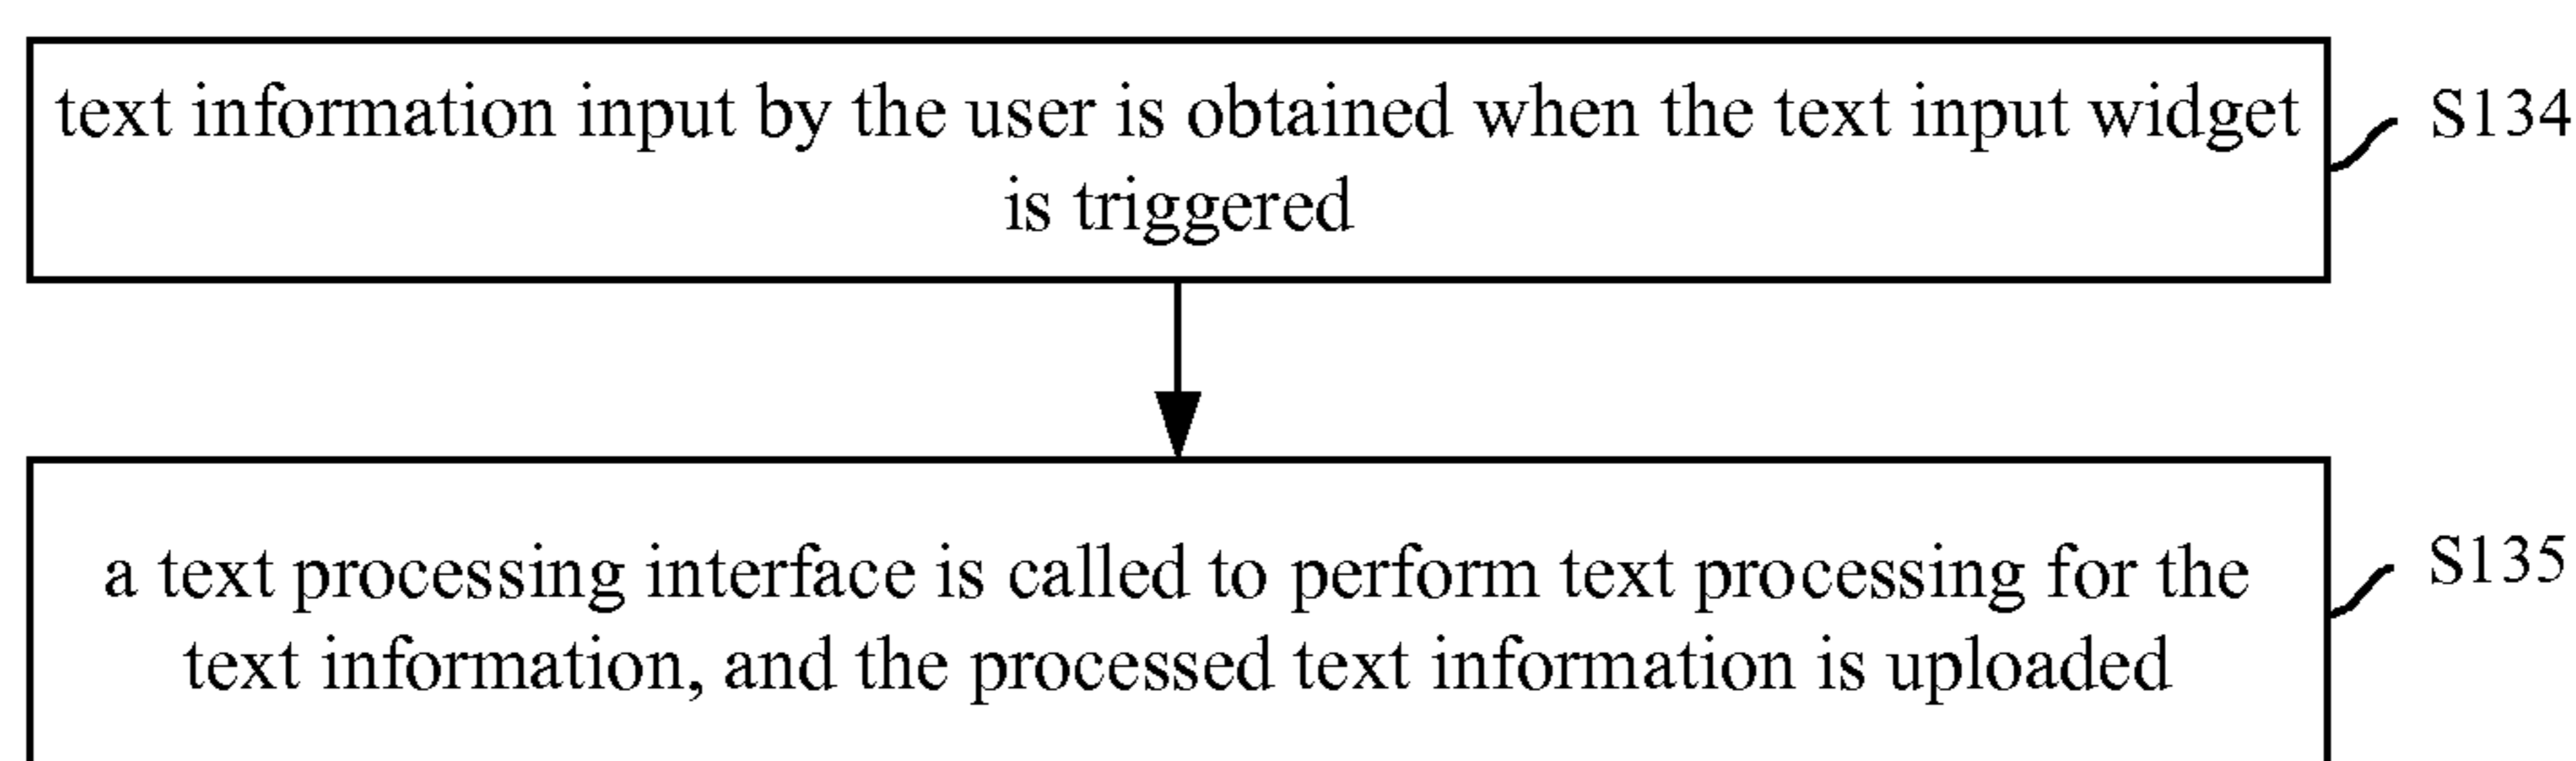 text information input by the user is obtained when the text input widget
is triggered
S134
a text processing interface is called to perform text processing for the
text information, and the processed text information is uploaded
S135